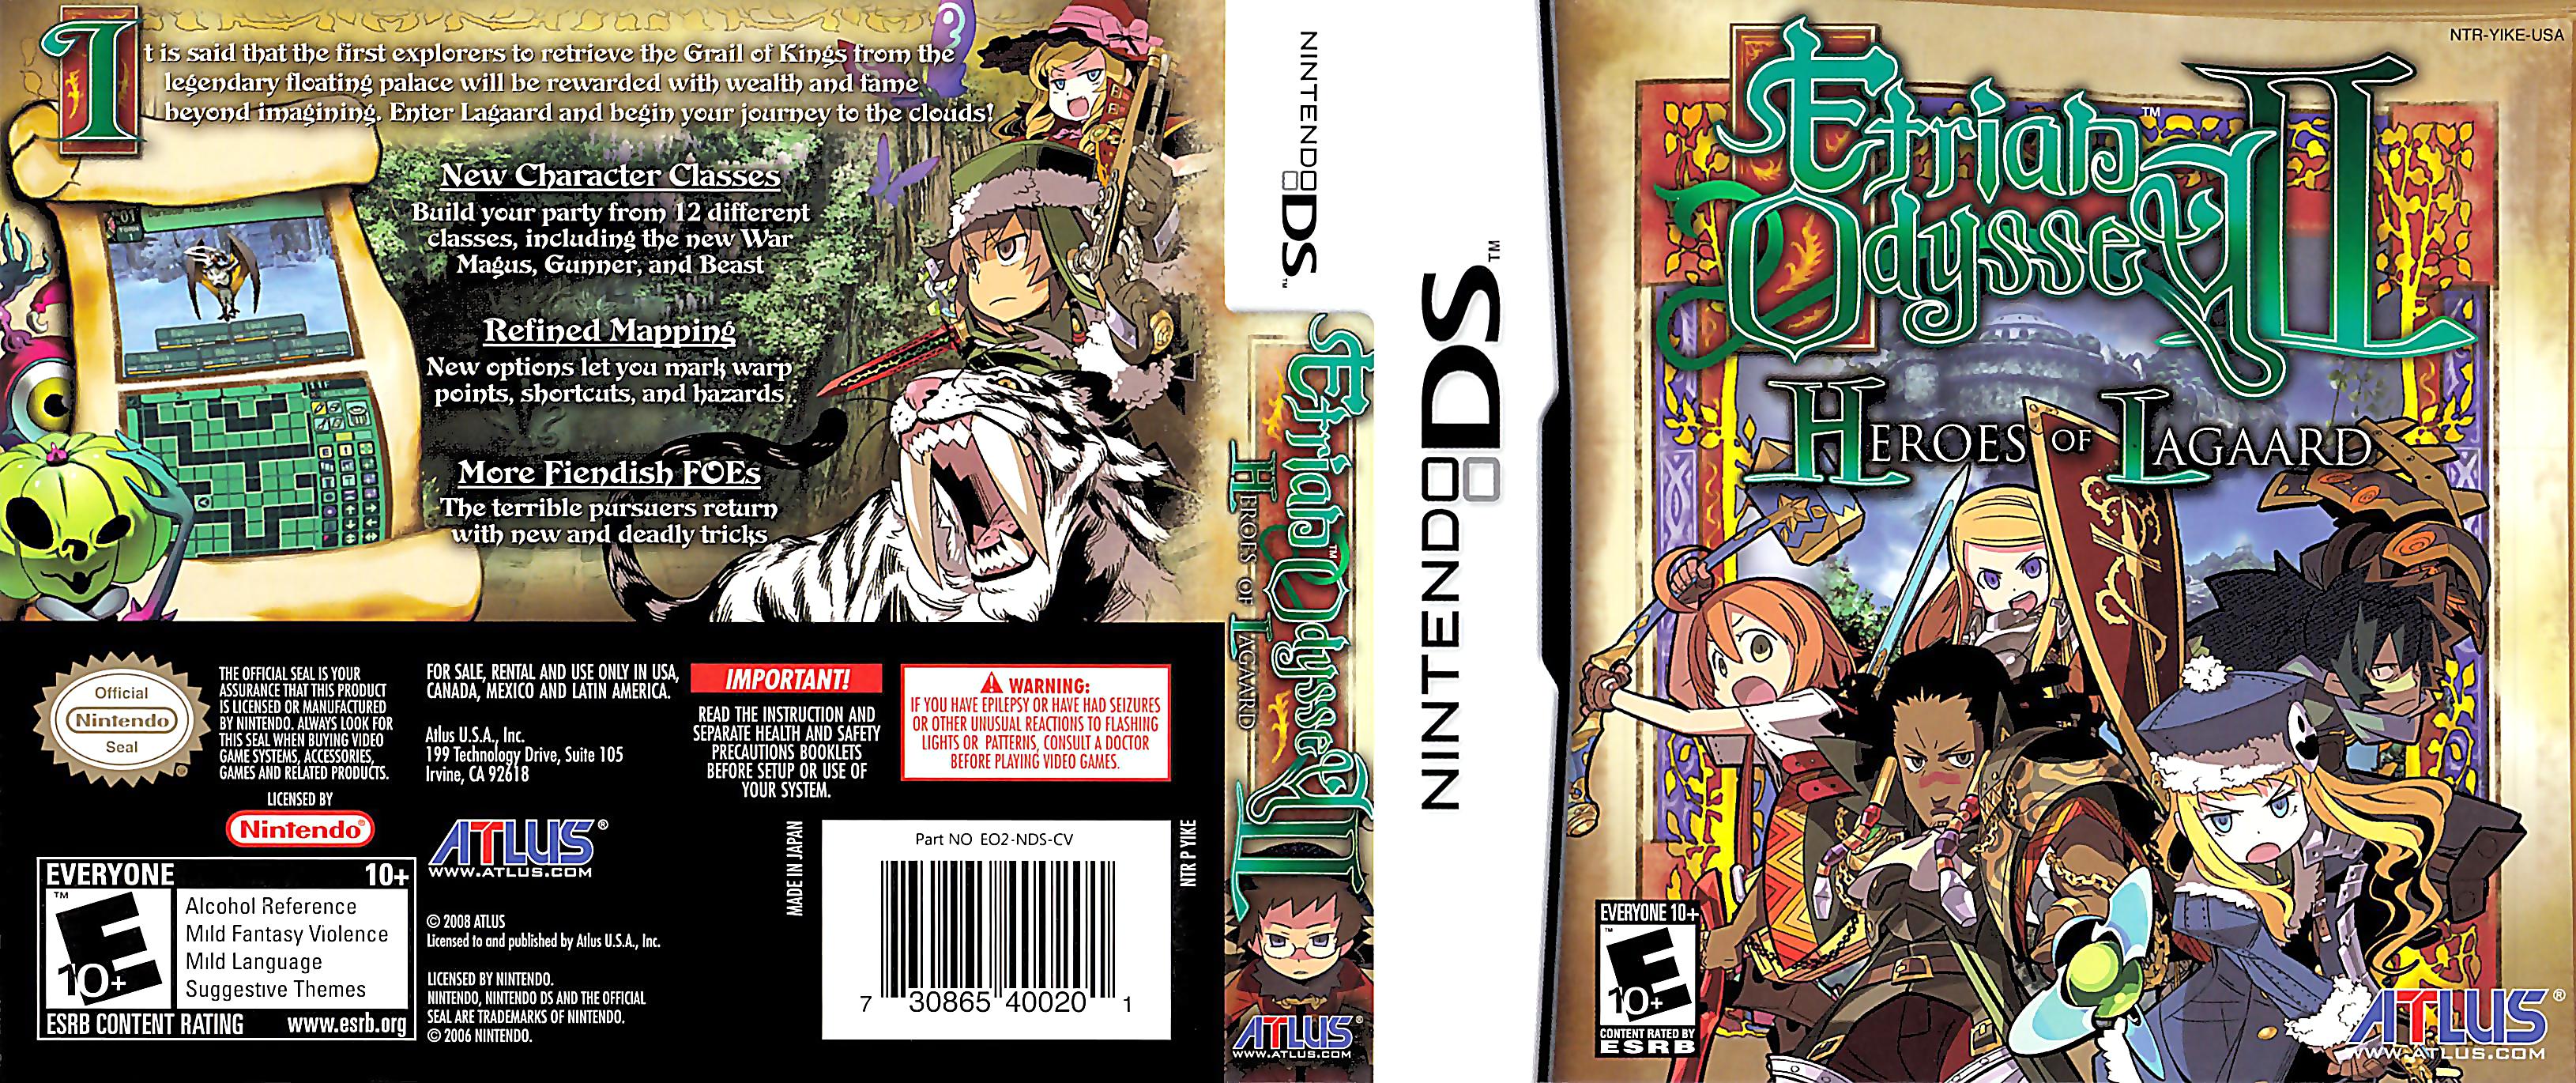 It is said that the first explorers to retrieve the Grail of Kings from the
legendary floating palace will be rewarded with wealth and fame
beyond imagining. Enter Lagaard and begin your journey to the clouds!
New Character Classes
Build your party from 12 different
classes, including the new War
Magus, Gunner, and Beast
Refined Mapping
New options let you mark warp
points, shortcuts, and hazards
More Fiendish FOEs
The terrible pursuers return
with new and deadly tricks
Official
Nintendo
Seal
THE OFFICIAL SEAL IS YOUR
ASSURANCE THAT THIS PRODUCT
IS LICENSED OR MANUFACTURED
BY NINTENDO. ALWAYS LOOK FOR
THIS SEAL WHEN BUYING VIDEO
GAME SYSTEMS, ACCESSORIES,
GAMES AND RELATED PRODUCTS.
LICENSED BY
Nintendo®
EVERYONE 10+
™
E
10+
Alcohol Reference
Mild Fantasy Violence
Mild Language
Suggestive Themes
ESRB CONTENT RATING www.esrb.org
FOR SALE, RENTAL AND USE ONLY IN USA,
CANADA, MEXICO AND LATIN AMERICA.
Atlus U.S.A., Inc.
199 Technology Drive, Suite 105
Irvine, CA 92618
ATLUS®
WWW.ATLUS.COM
© 2008 ATLUS
Licensed to and published by Atlus U.S.A., Inc.
LICENSED BY NINTENDO.
NINTENDO, NINTENDO DS AND THE OFFICIAL
SEAL ARE TRADEMARKS OF NINTENDO.
© 2006 NINTENDO.
IMPORTANT!
READ THE INSTRUCTION AND
SEPARATE HEALTH AND SAFETY
PRECAUTIONS BOOKLETS
BEFORE SETUP OR USE OF
YOUR SYSTEM.
WARNING:
IF YOU HAVE EPILEPSY OR HAVE HAD SEIZURES
OR OTHER UNUSUAL REACTIONS TO FLASHING
LIGHTS OR PATTERNS, CONSULT A DOCTOR
BEFORE PLAYING VIDEO GAMES.
MADE IN JAPAN
Part NO EO2-NDS-CV
7 30865 40020 1
NTR P YIKE
NINTENDO DS™
Etrian Odyssey II™
HEROES OF LAGAARD
ATLUS®
WWW.ATLUS.COM
NINTENDO DS™
NTR-YIKE-USA
Etrian™
Odyssey II
HEROES OF LAGAARD
EVERYONE 10+
™
E
10+
CONTENT RATED BY
ESRB
ATLUS®
WWW.ATLUS.COM